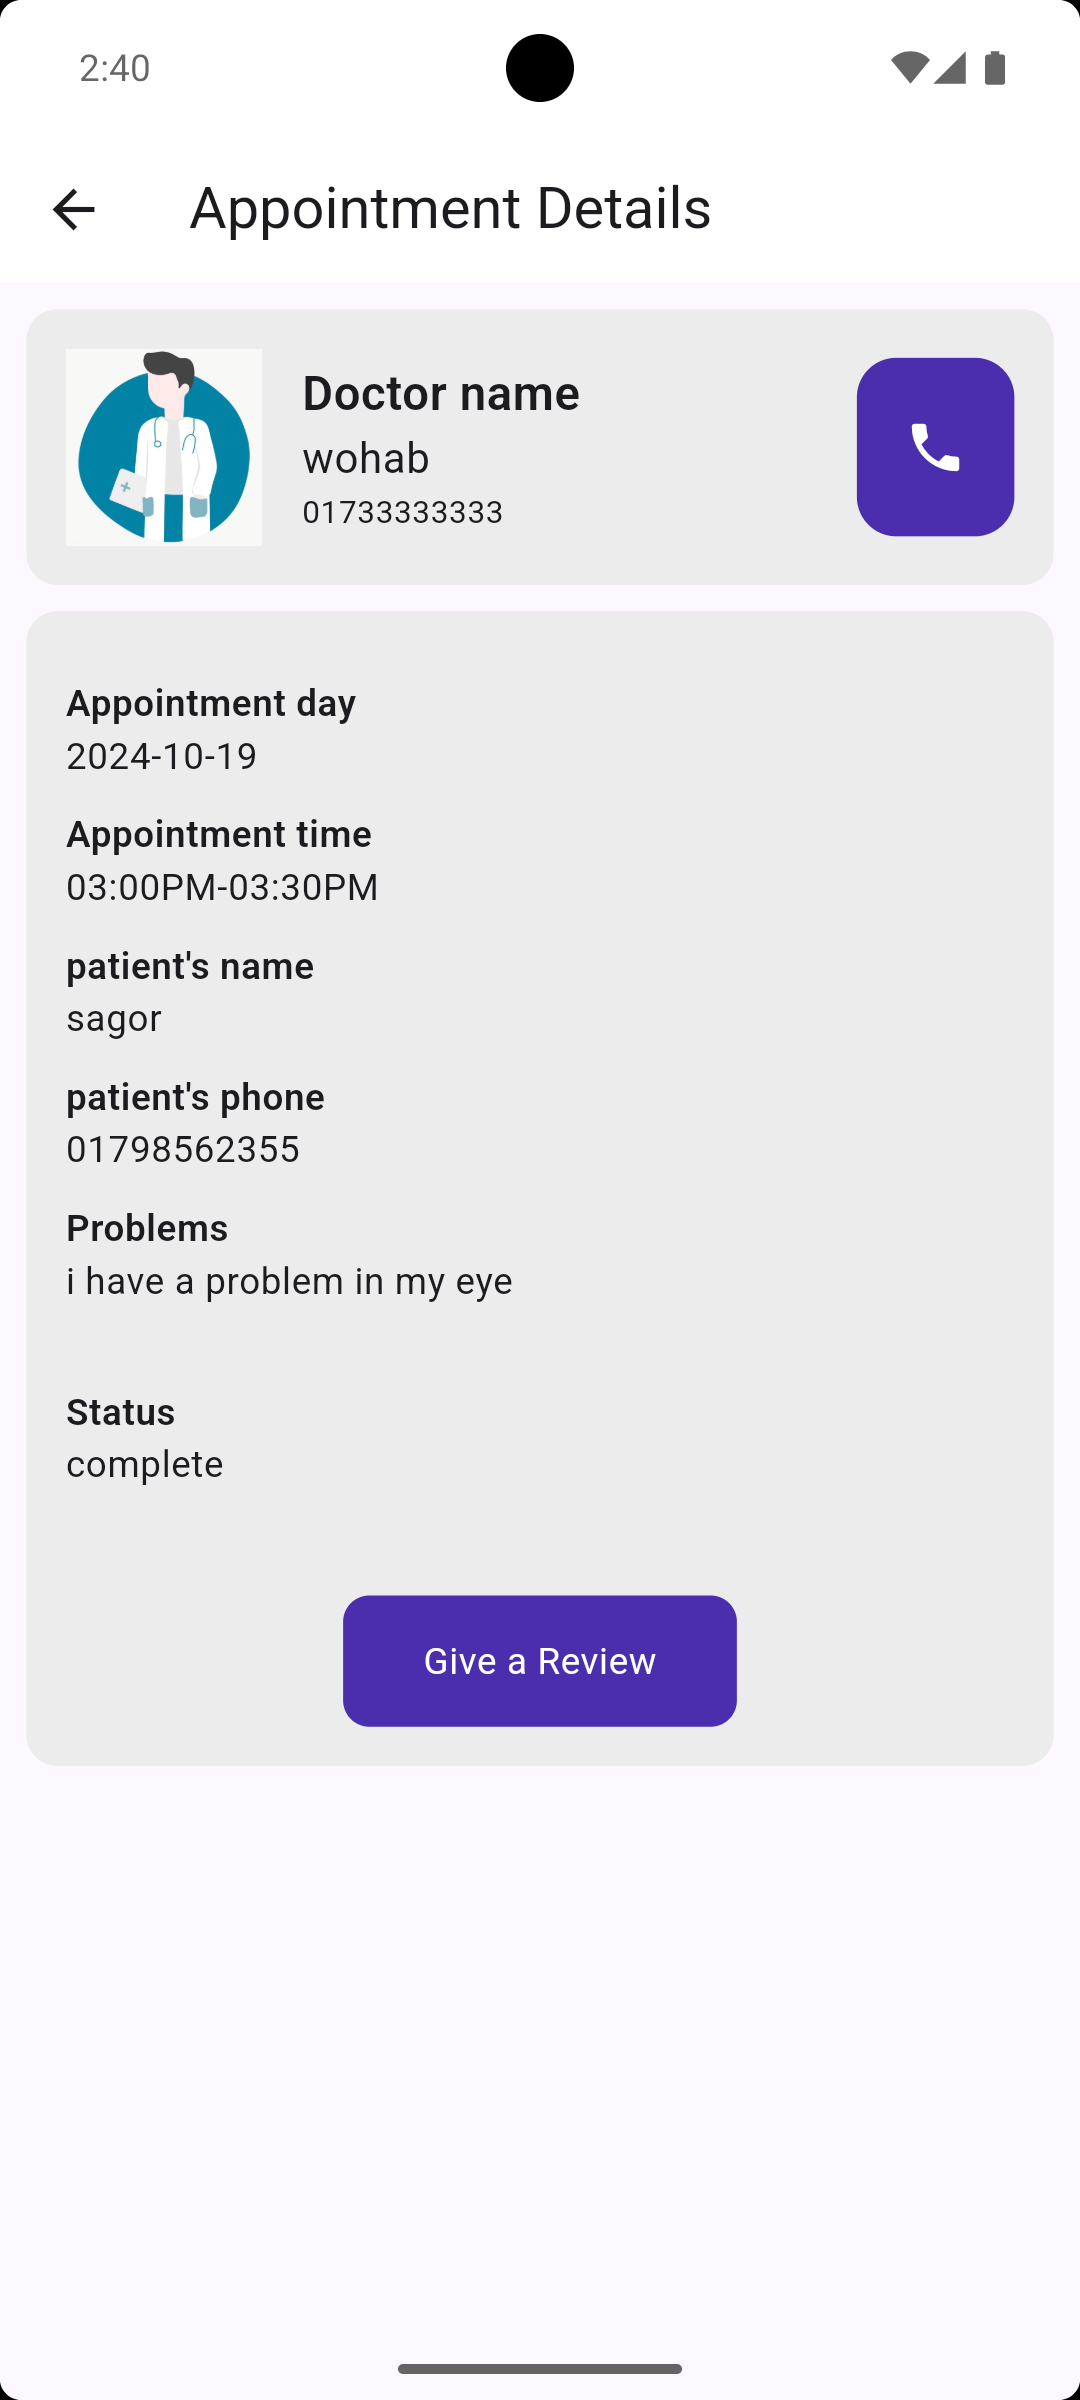 2:40
Appointment Details
Doctor name
wohab
01733333333
Appointment day
2024-10-19
Appointment time
03:00PM-03:30PM
patient's name
sagor
patient's phone
01798562355
Problems
i have a problem in my eye
Status
complete
Give a Review